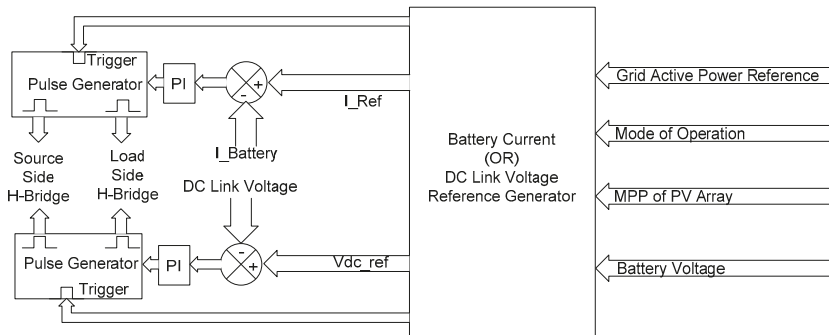 Trigger
Pulse Generator
PI
+
-
I_Ref
I_Battery
Source
Side
H-Bridge
Load
Side
H-Bridge
DC Link Voltage
Pulse Generator
Trigger
PI
-
+
Vdc_ref
Battery Current
(OR)
DC Link Voltage
Reference Generator
Grid Active Power Reference
Mode of Operation
MPP of PV Array
Battery Voltage